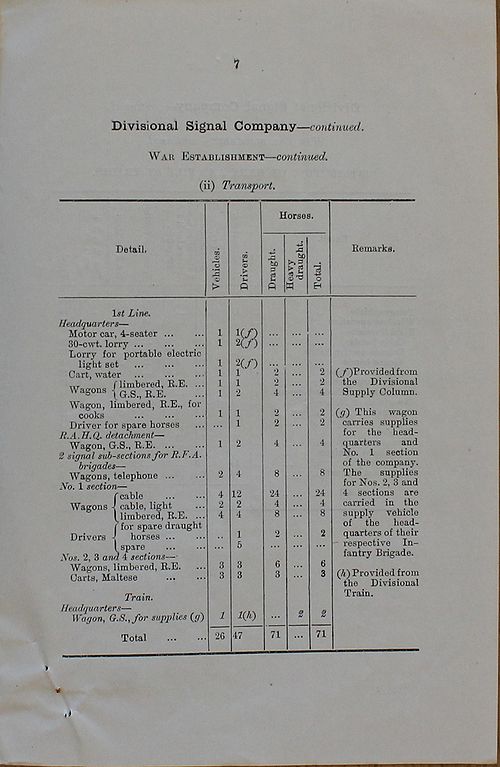 7
Divisional Signal Company—continued.
WAR ESTABLISHMENT—continued.
(ii) Transport.
Detail. Vehicles. Drivers. Horses. Draught. Heavy draught. Total. Remarks.
1st Line.
Headquarters—
Motor car, 4-seater ... ... 1 1(f) ... ... ...
30-cwt. lorry ... ... ... 1 2(f) ... ... ...
Lorry for portable electric
light set ... ... ... 1 2(f) ... ... ...
Cart, water ... ... ... 1 1 2 ... 2
Wagons { limbered, R.E. ... 1 1 2 ... 2
G.S., R.E. ... 1 2 4 ... 4
Wagon, limbered, R.E., for
cooks ... ... ... 1 1 2 ... 2
Driver for spare horses ... ... 1 2 ... 2
R.A.H.Q. detachment—
Wagon, G.S., R.E. ... ... 1 2 4 ... 4
2 signal sub-sections for R.F.A.
brigades—
Wagons, telephone ... ... 2 4 8 ... 8
No. 1 section—
Wagons { cable ... ... 4 12 24 ... 24
cable, light ... 2 2 4 ... 4
limbered, R.E. ... 4 4 8 ... 8
Drivers { for spare draught
horses ... ... .. 1 2 ... 2
spare ... ... ... 5 ... ... ...
Nos. 2, 3 and 4 sections—
Wagons, limbered, R.E. ... 3 3 6 ... 6
Carts, Maltese ... ... 3 3 3 ... 3
Train.
Headquarters—
Wagon, G.S., for supplies (g) 1 1(h) ... 2 2
Total ... ... 26 47 71 ... 71
(f) Provided from
the Divisional
Supply Column.
(g) This wagon
carries supplies
for the head-
quarters and
No. 1 section
of the company.
The supplies
for Nos. 2, 3 and
4 sections are
carried in the
supply vehicle
of the head-
quarters of their
respective In-
fantry Brigade.
(h) Provided from
the Divisional
Train.